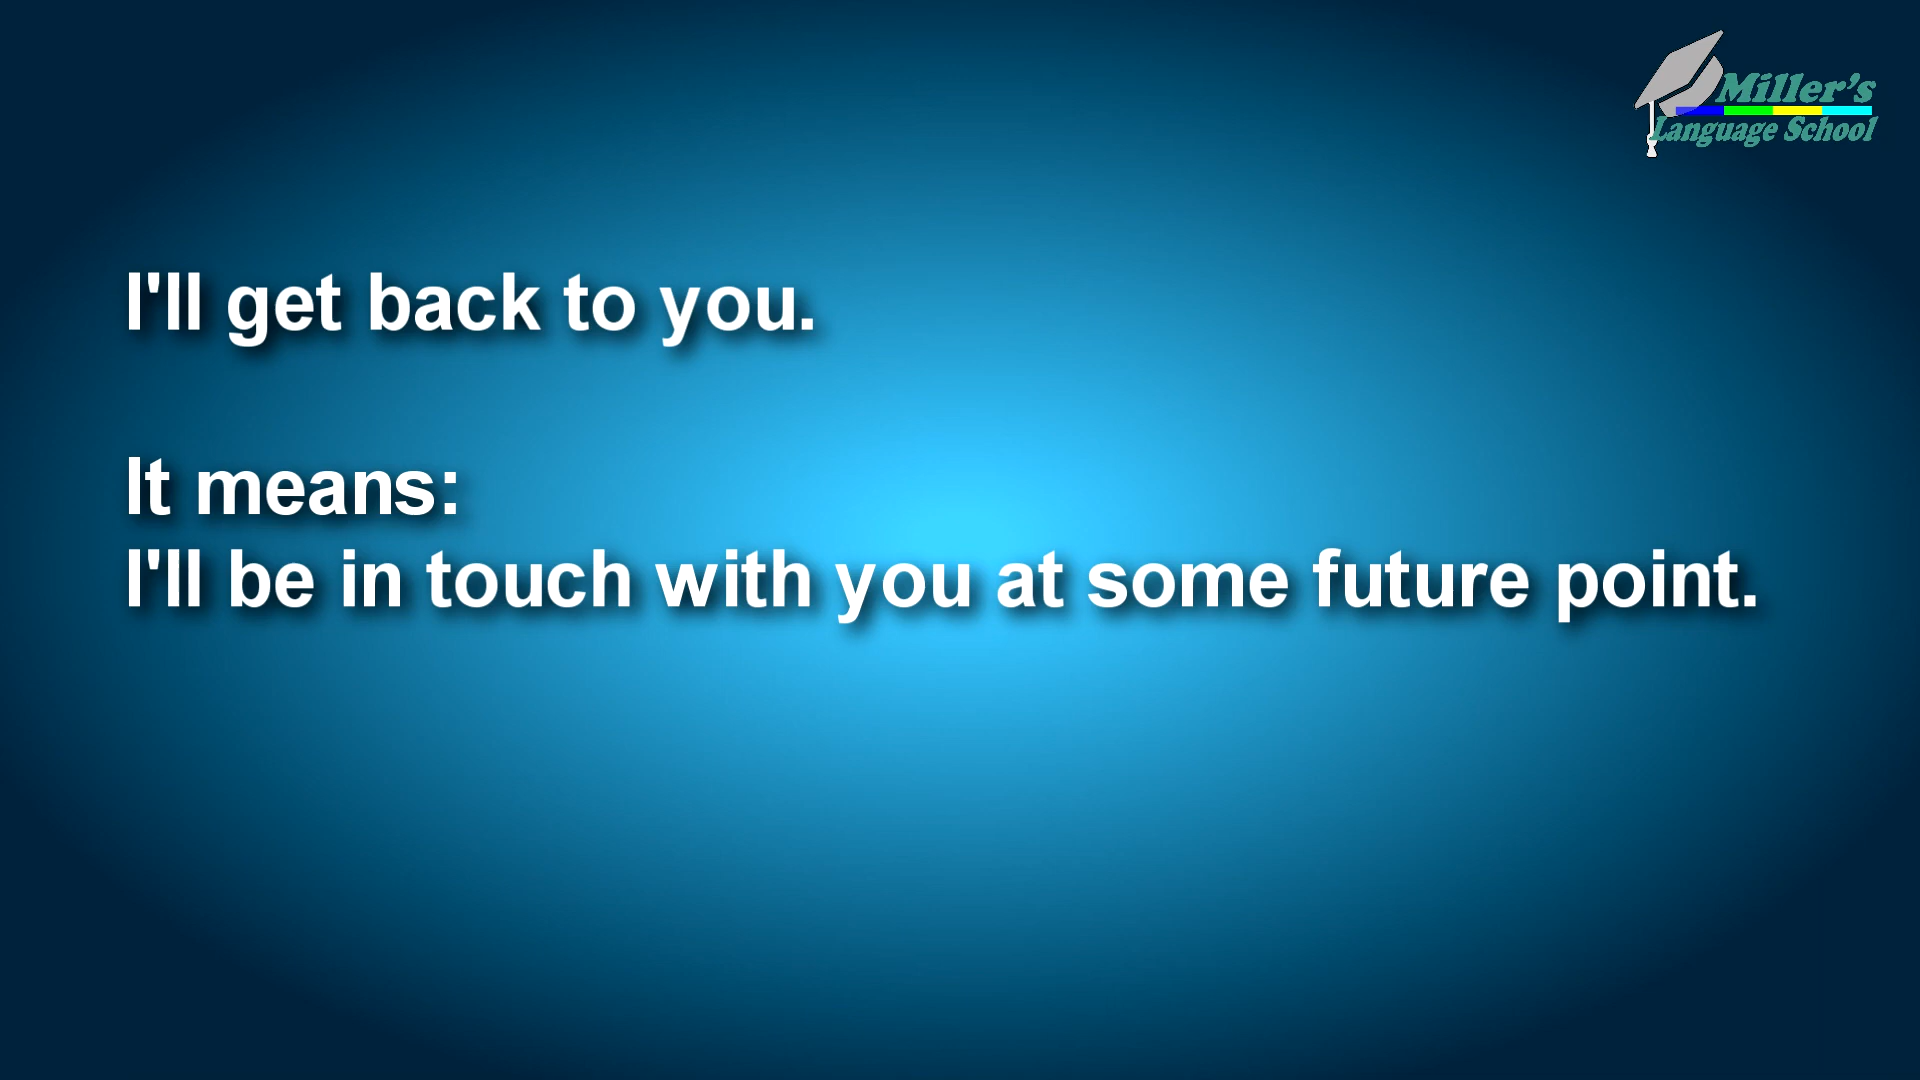 Miller's
Language School
I'll get back to you.
It means:
I'll be in touch with you at some future point.